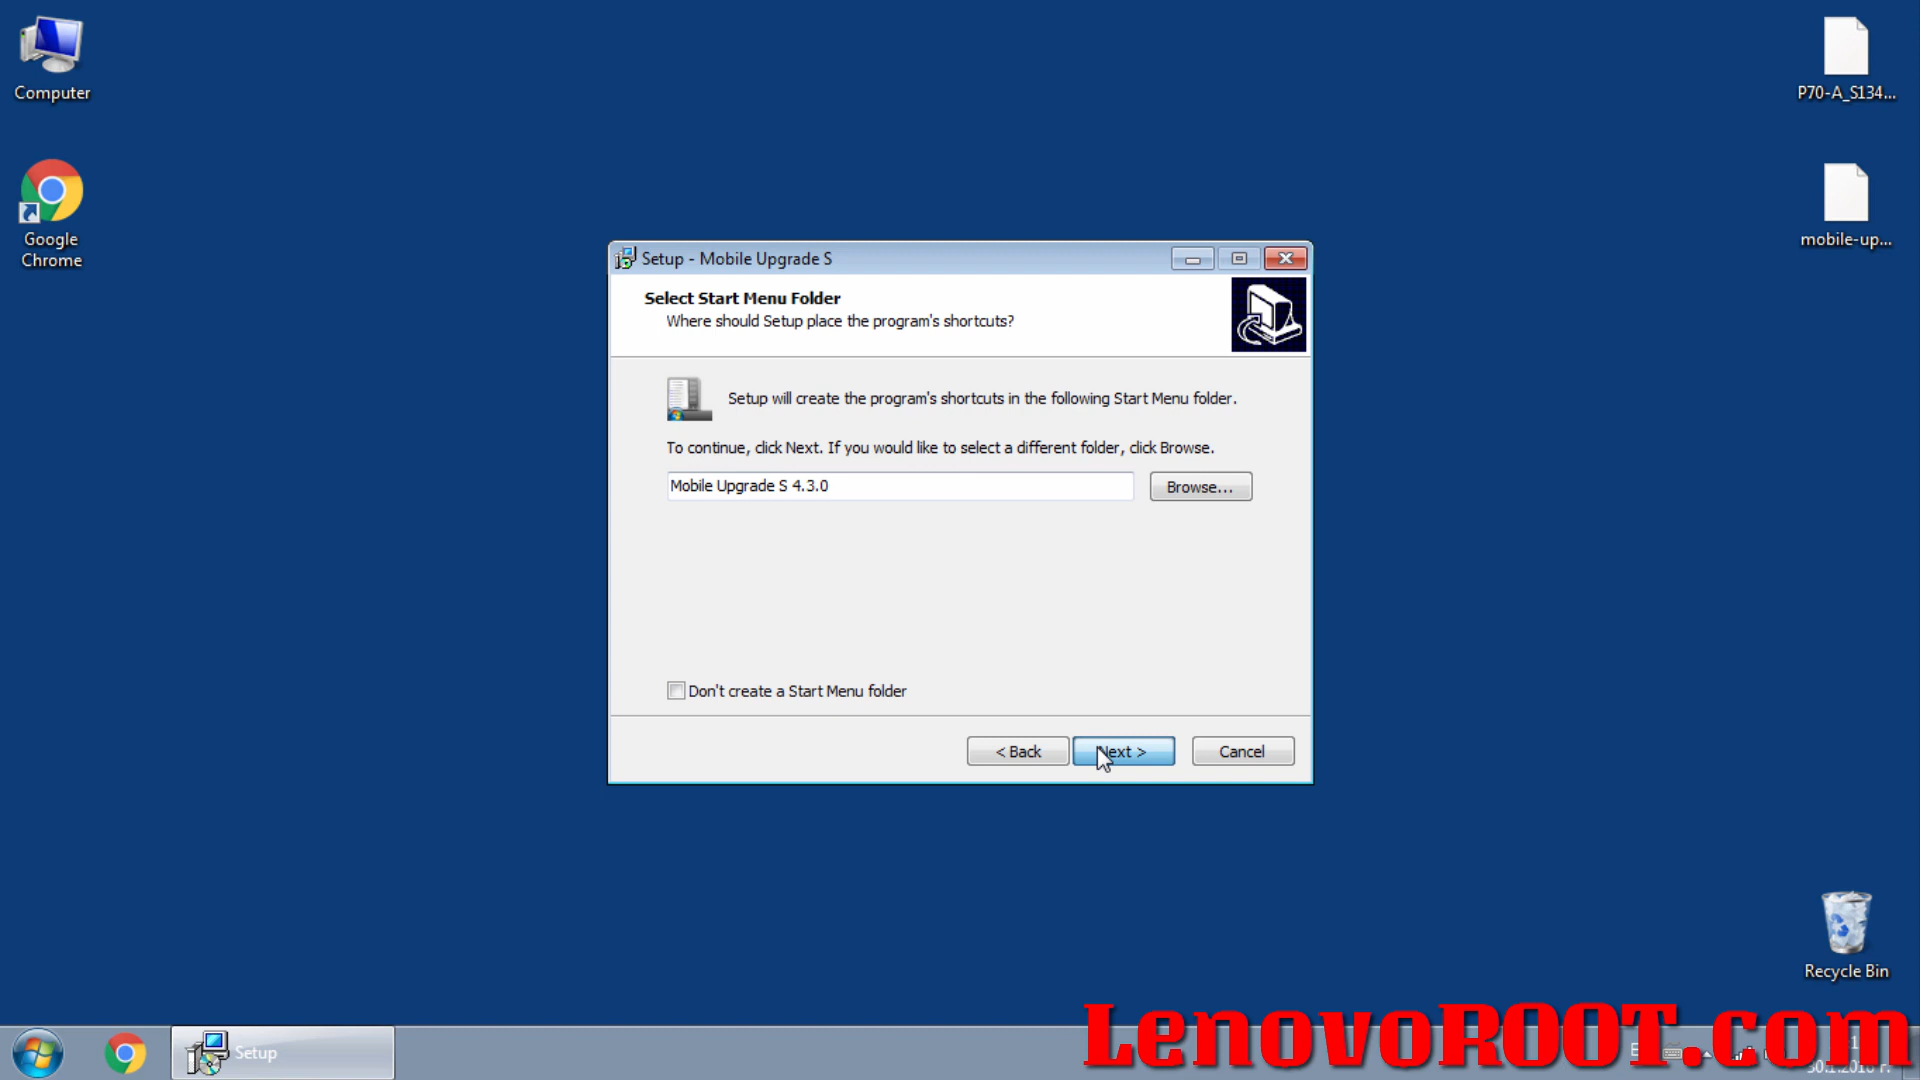 Computer
P70-A_S134...
Google
Chrome
mobile-up...
Setup - Mobile Upgrade S
Select Start Menu Folder
Where should Setup place the program's shortcuts?
Setup will create the program's shortcuts in the following Start Menu folder.
To continue, click Next. If you would like to select a different folder, click Browse.
Mobile Upgrade S 4.3.0
Browse...
Don't create a Start Menu folder
< Back
Next >
Cancel
Recycle Bin
Setup
LenovoROOT.com